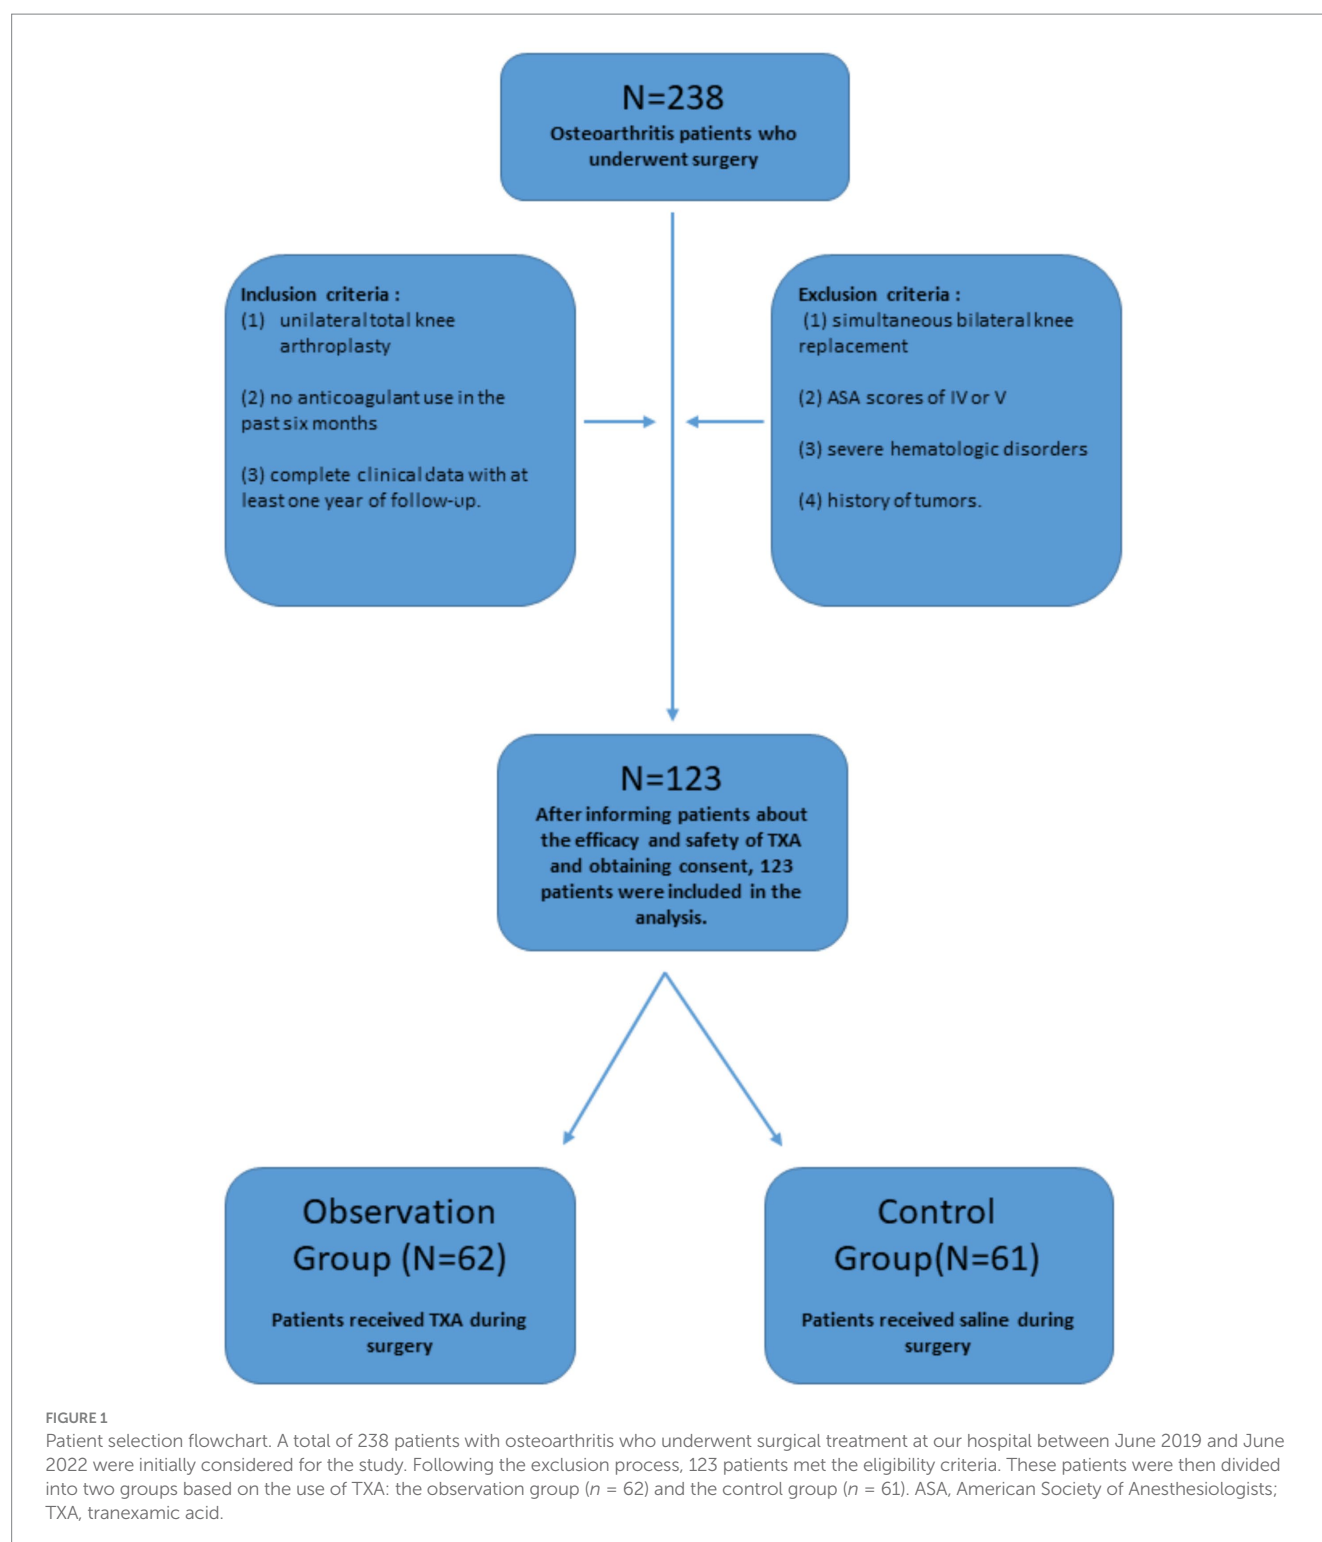 N=238
Osteoarthritis patients who
underwent surgery
Inclusion criteria :
(1) unilateral total knee
arthroplasty
(2) no anticoagulant use in the
past six months
(3) complete clinical data with at
least one year of follow-up.
Exclusion criteria :
(1) simultaneous bilateral knee
replacement
(2) ASA scores of IV or V
(3) severe hematologic disorders
(4) history of tumors.
N=123
After informing patients about
the efficacy and safety of TXA
and obtaining consent, 123
patients were included in the
analysis.
Observation
Group (N=62)
Patients received TXA during
surgery
Control
Group(N=61)
Patients received saline during
surgery
FIGURE 1
Patient selection flowchart. A total of 238 patients with osteoarthritis who underwent surgical treatment at our hospital between June 2019 and June
2022 were initially considered for the study. Following the exclusion process, 123 patients met the eligibility criteria. These patients were then divided
into two groups based on the use of TXA: the observation group (n = 62) and the control group (n = 61). ASA, American Society of Anesthesiologists;
TXA, tranexamic acid.